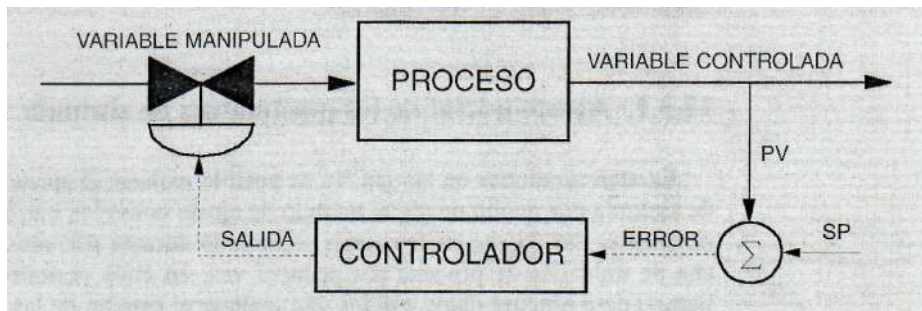 VARIABLE MANIPULADA
PROCESO
VARIABLE CONTROLADA
PV
SALIDA
CONTROLADOR
ERROR
Σ
SP